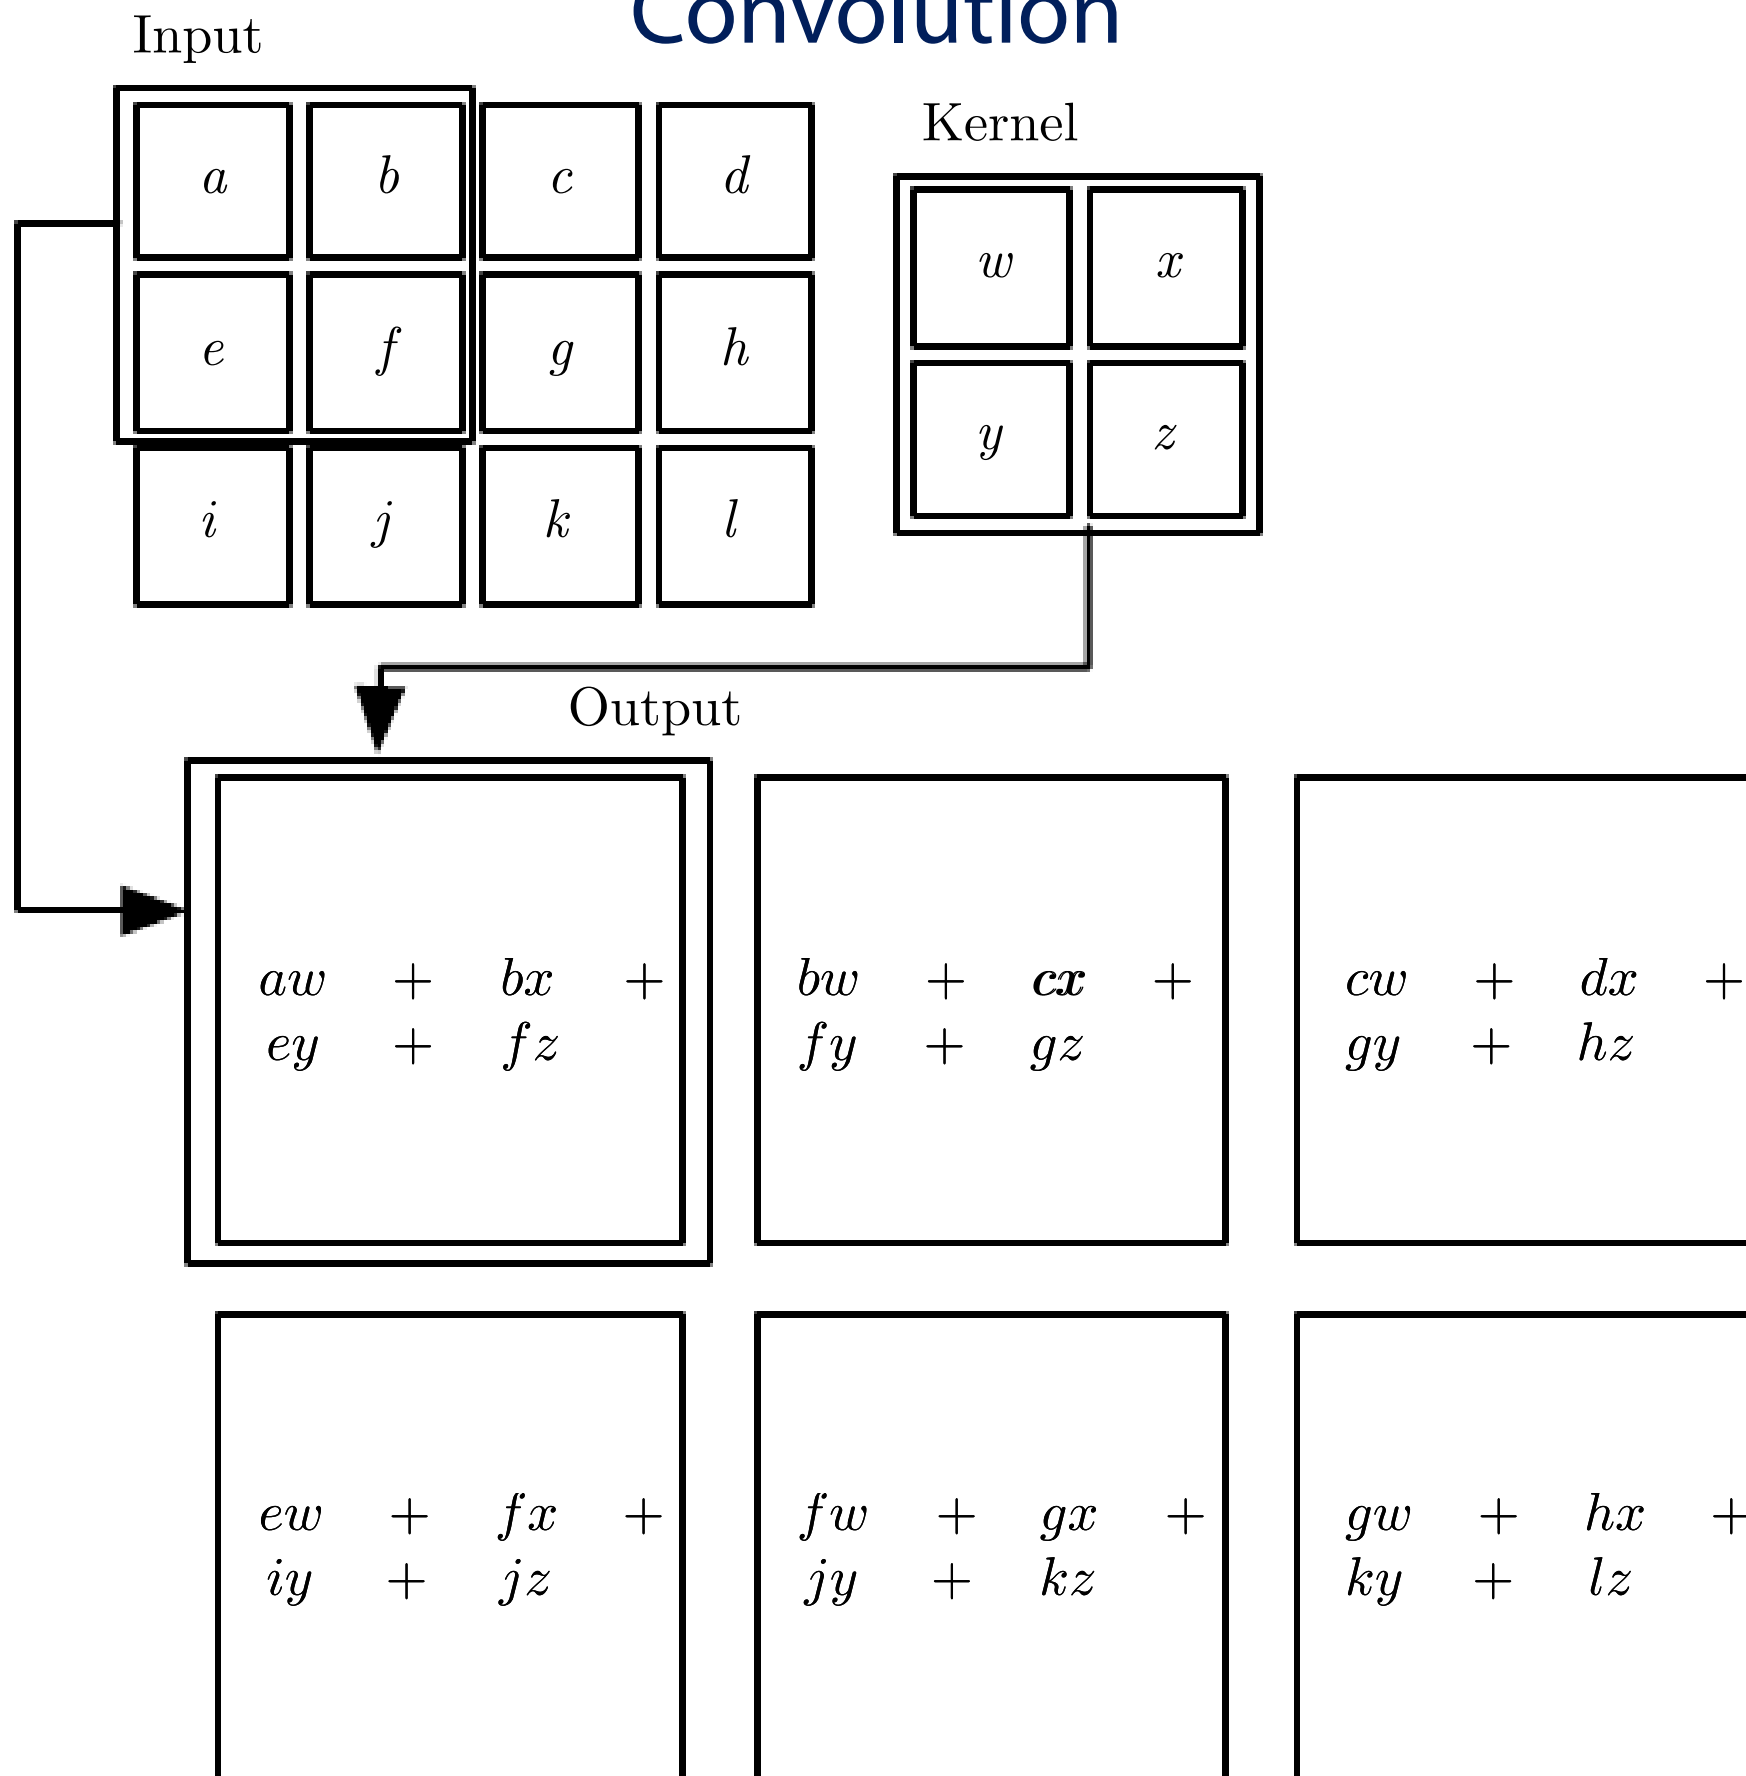 Convolution
Input
Kernel
a b c d
e f g h
i j k l
w x
y z
Output
aw + bx +
ey + fz
bw + cx +
fy + gz
cw + dx +
gy + hz
ew + fx +
iy + jz
fw + gx +
jy + kz
gw + hx +
ky + lz